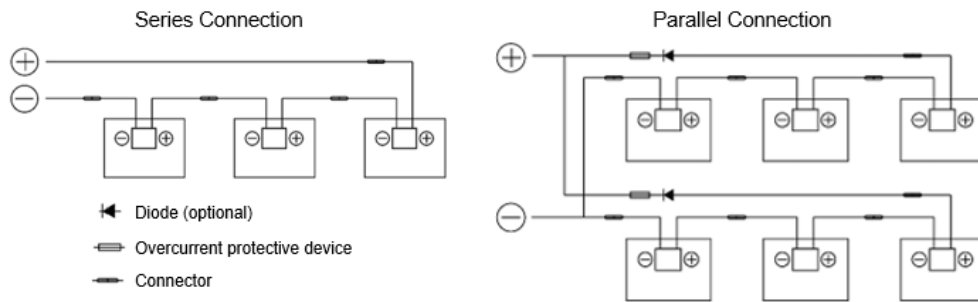 Series Connection
Parallel Connection
+
−
− +
− +
− +
Diode (optional)
Overcurrent protective device
Connector
+
− +
− +
− +
−
− +
− +
− +